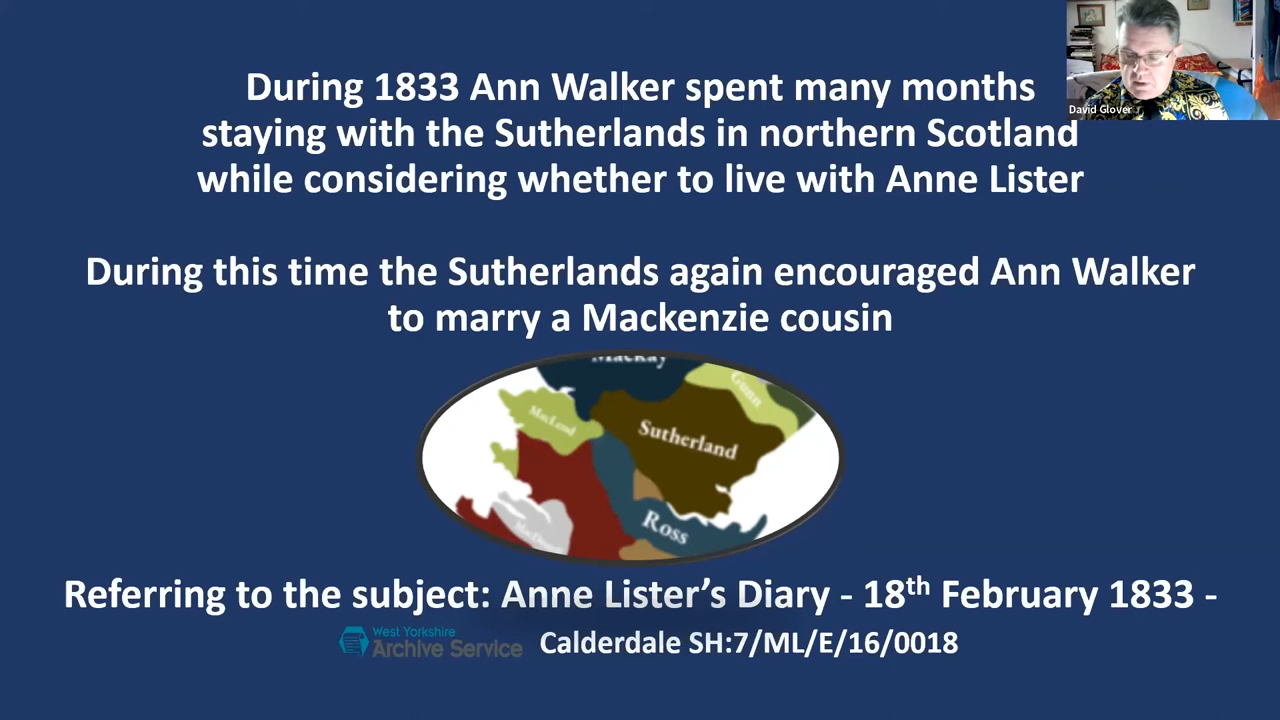 During 1833 Ann Walker spent many months
staying with the Sutherlands in northern Scotland
while considering whether to live with Anne Lister
David Glover
During this time the Sutherlands again encouraged Ann Walker
to marry a Mackenzie cousin
Mackay
Gunn
MacLeod
Sutherland
Ross
Referring to the subject: Anne Lister’s Diary - 18th February 1833 -
West Yorkshire
Archive Service
Calderdale SH:7/ML/E/16/0018